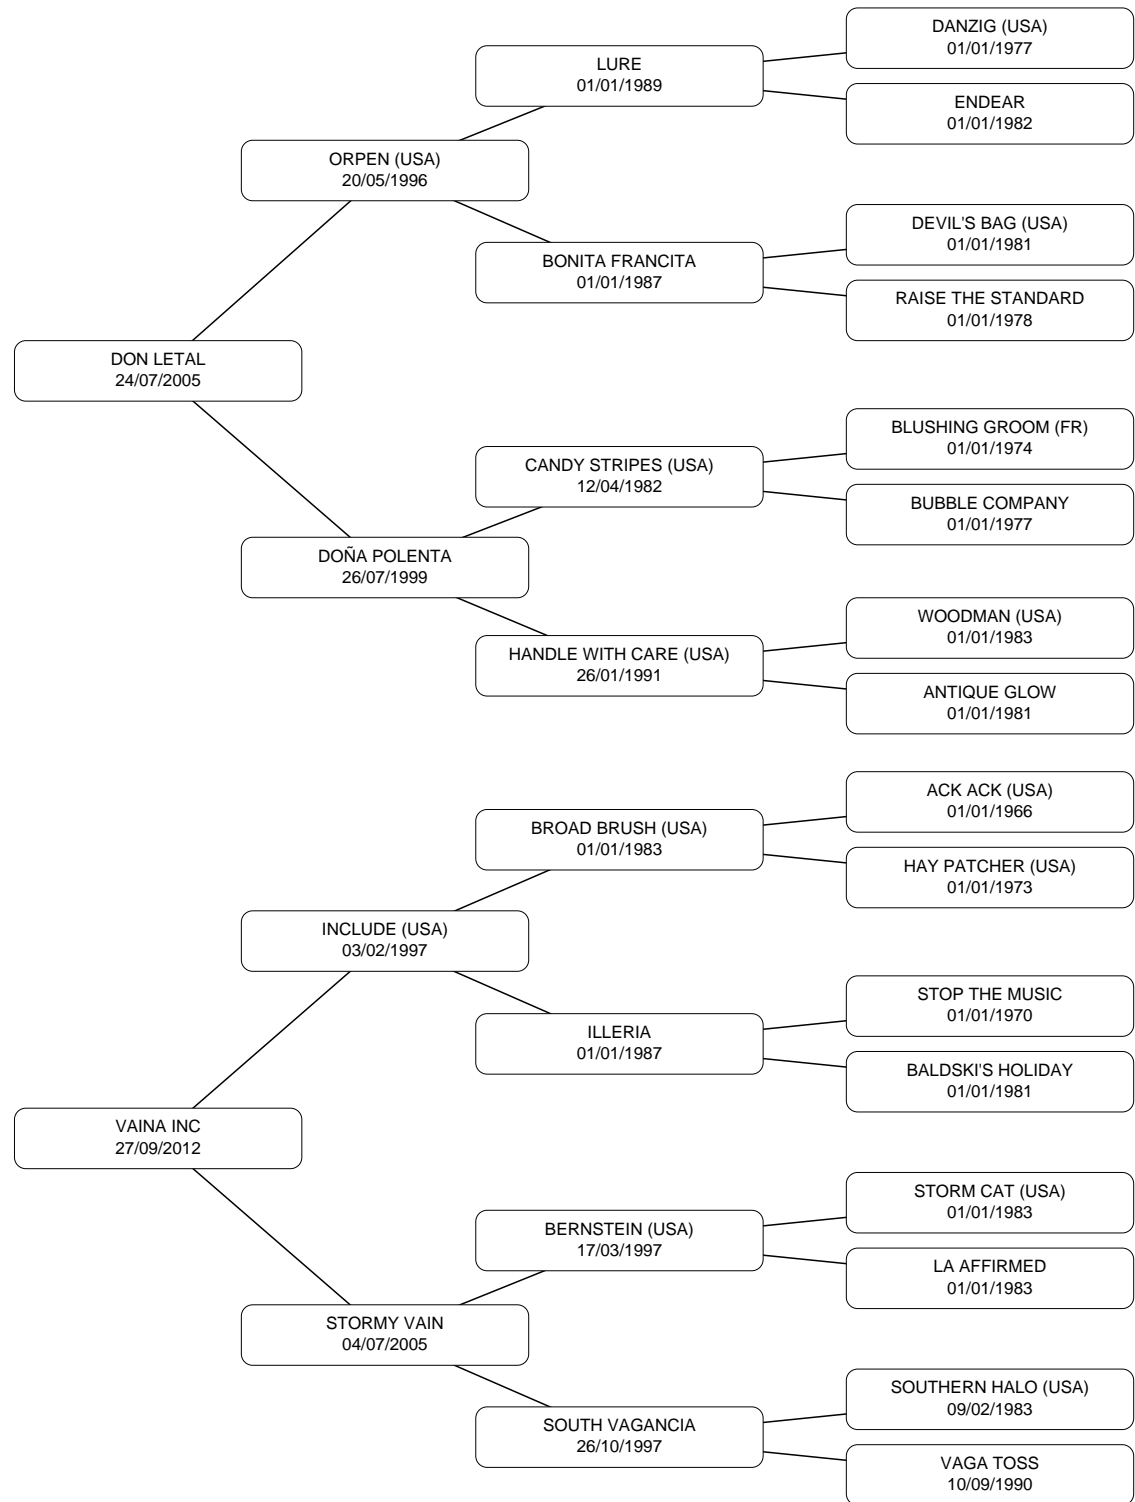 DANZIG (USA)
01/01/1977
LURE
01/01/1989
ENDEAR
01/01/1982
ORPEN (USA)
20/05/1996
DEVIL'S BAG (USA)
01/01/1981
BONITA FRANCITA
01/01/1987
RAISE THE STANDARD
01/01/1978
DON LETAL
24/07/2005
BLUSHING GROOM (FR)
01/01/1974
CANDY STRIPES (USA)
12/04/1982
BUBBLE COMPANY
01/01/1977
DOÑA POLENTA
26/07/1999
WOODMAN (USA)
01/01/1983
HANDLE WITH CARE (USA)
26/01/1991
ANTIQUE GLOW
01/01/1981
ACK ACK (USA)
01/01/1966
BROAD BRUSH (USA)
01/01/1983
HAY PATCHER (USA)
01/01/1973
INCLUDE (USA)
03/02/1997
STOP THE MUSIC
01/01/1970
ILLERIA
01/01/1987
BALDSKI'S HOLIDAY
01/01/1981
VAINA INC
27/09/2012
STORM CAT (USA)
01/01/1983
BERNSTEIN (USA)
17/03/1997
LA AFFIRMED
01/01/1983
STORMY VAIN
04/07/2005
SOUTHERN HALO (USA)
09/02/1983
SOUTH VAGANCIA
26/10/1997
VAGA TOSS
10/09/1990